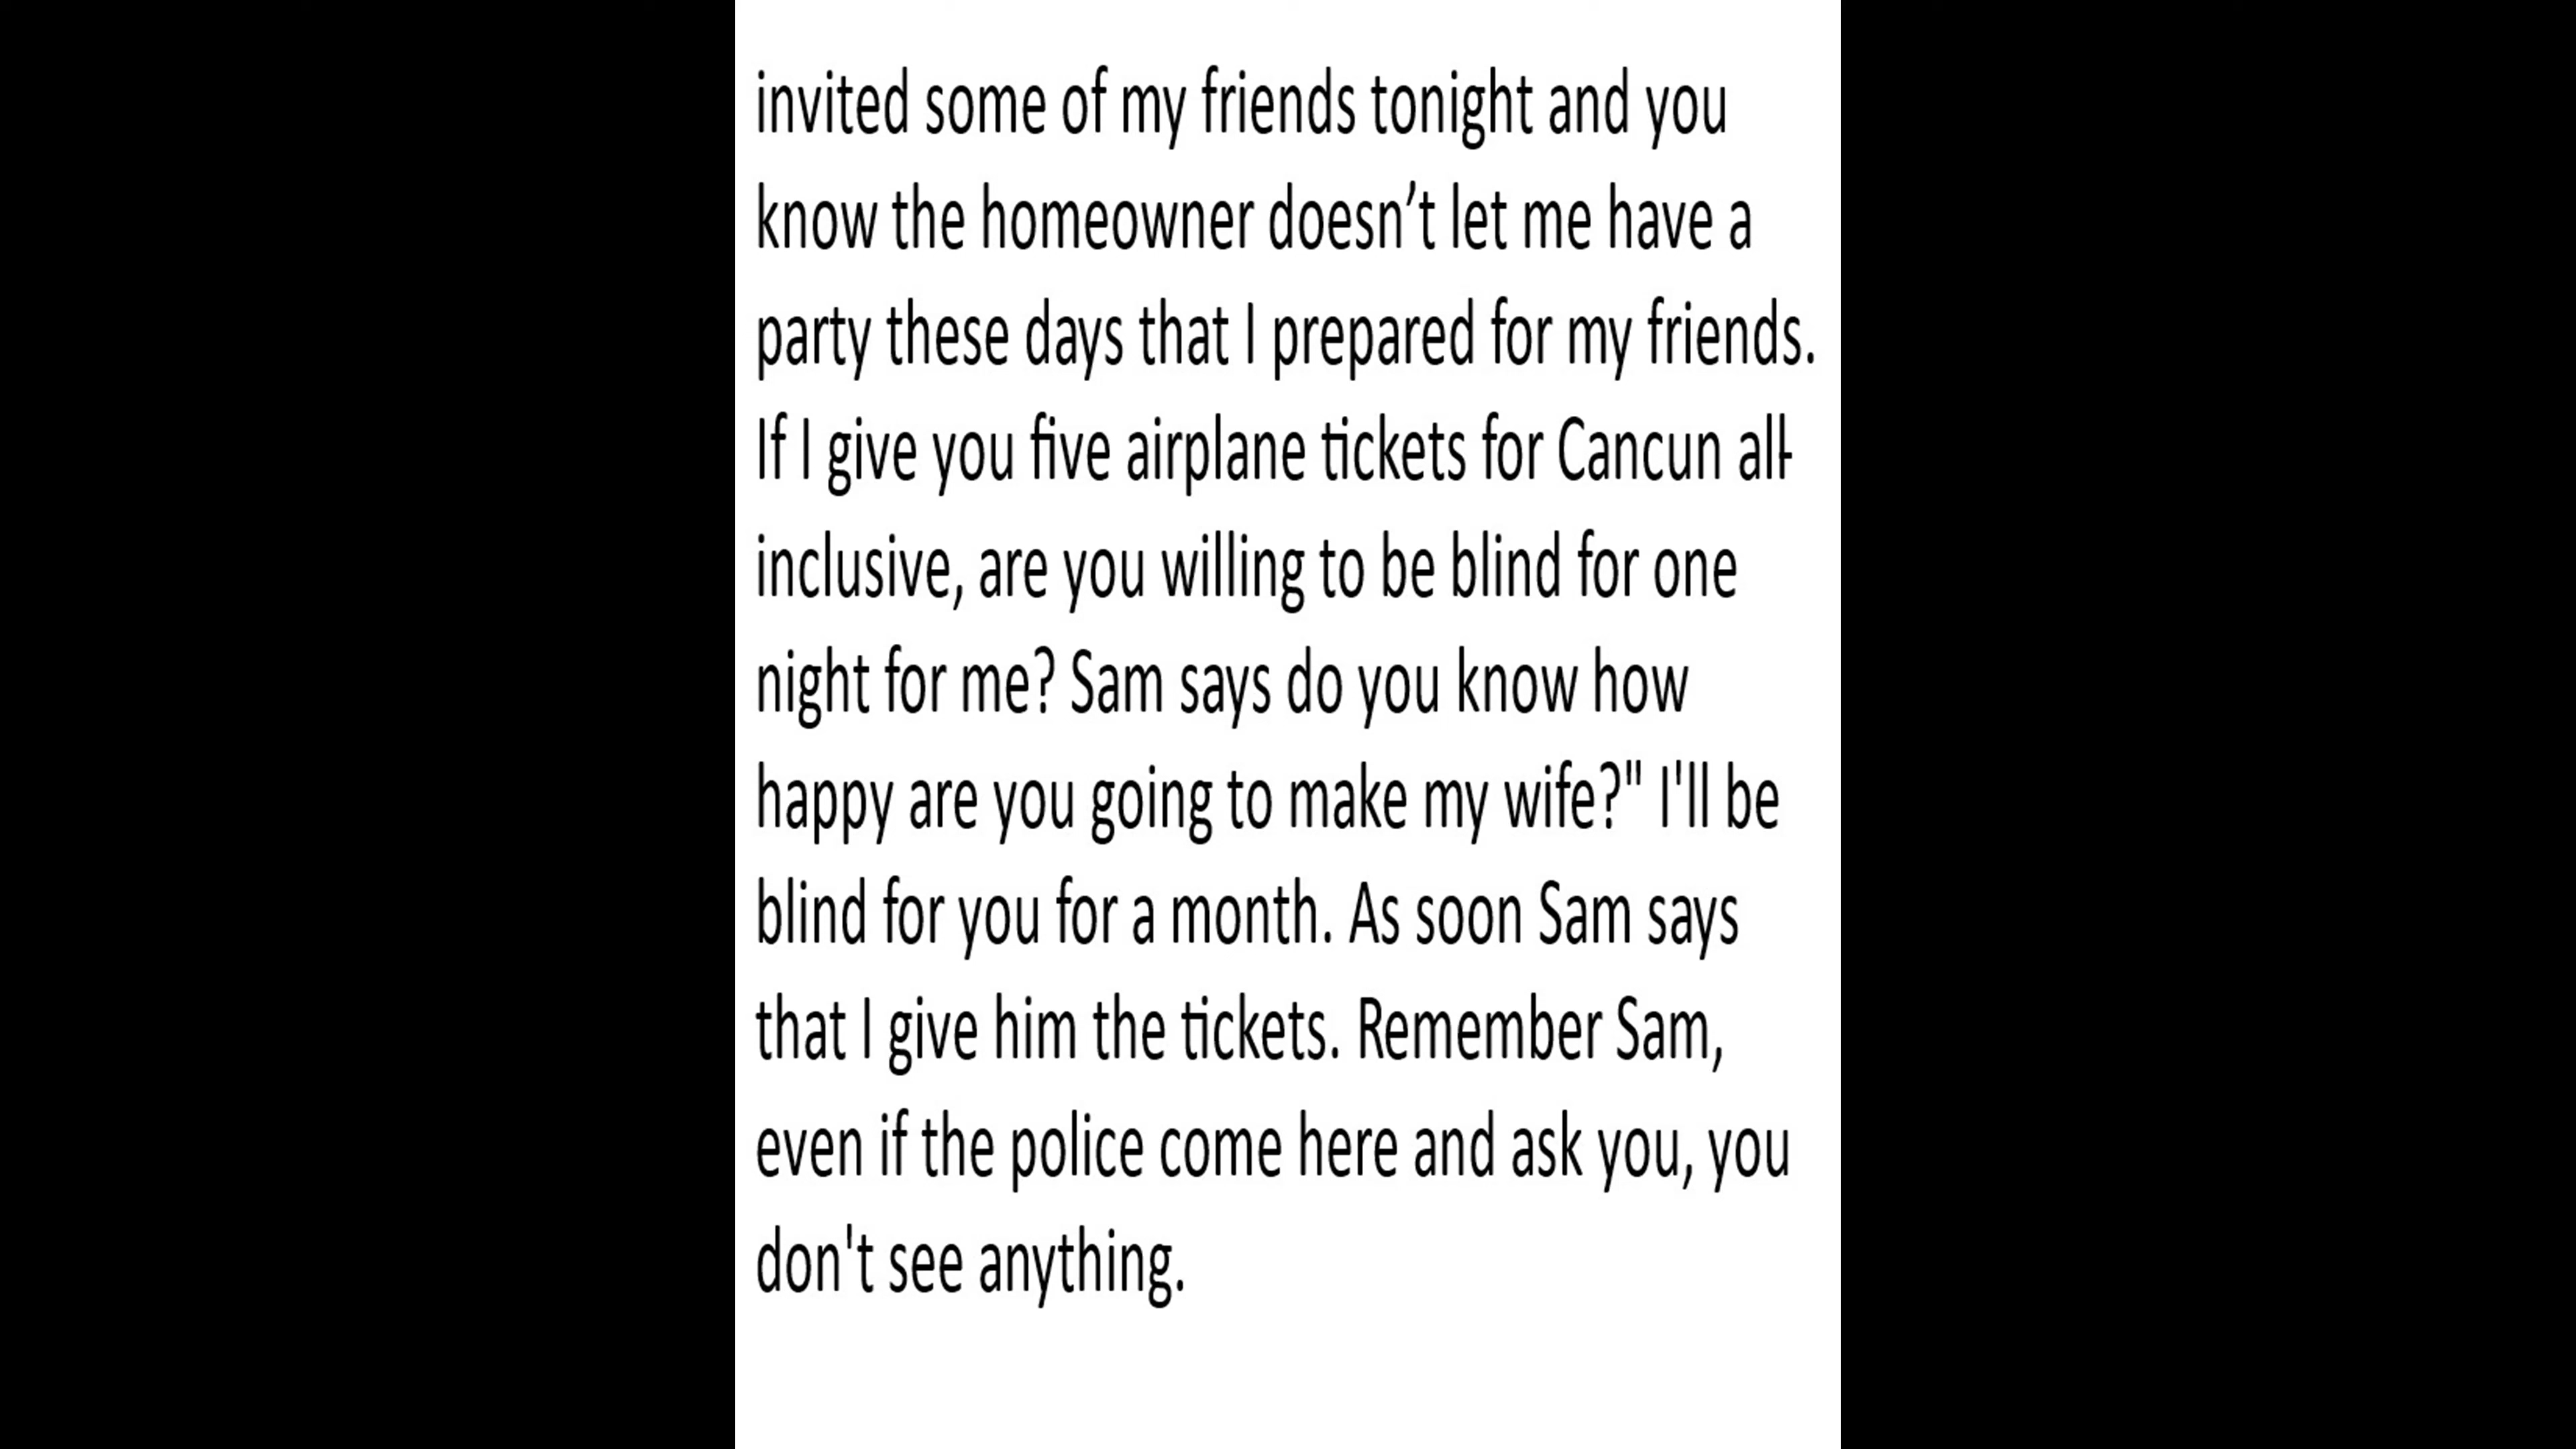 invited some of my friends tonight and you
know the homeowner doesn’t let me have a
party these days that I prepared for my friends.
If I give you five airplane tickets for Cancun all-
inclusive, are you willing to be blind for one
night for me? Sam says do you know how
happy are you going to make my wife?" I'll be
blind for you for a month. As soon Sam says
that I give him the tickets. Remember Sam,
even if the police come here and ask you, you
don't see anything.